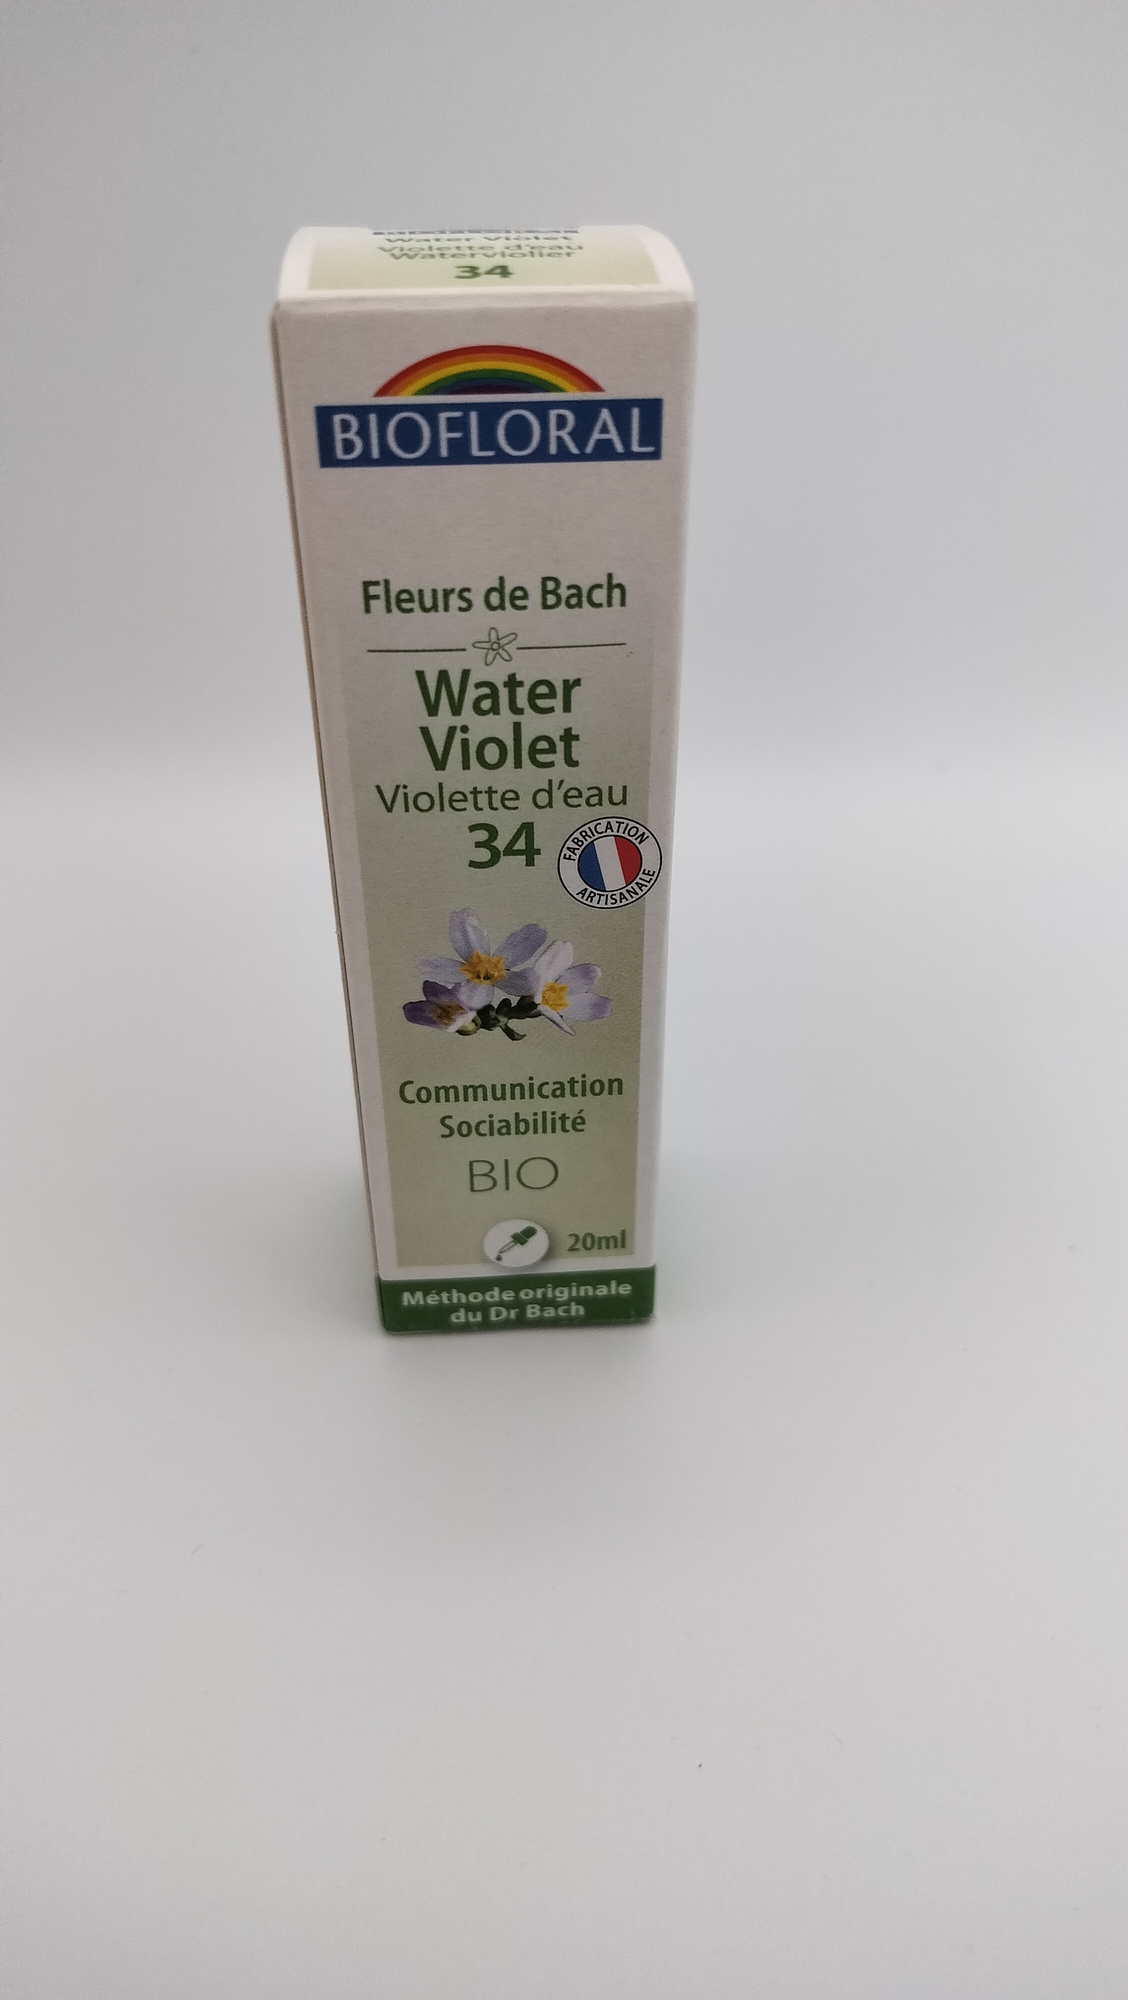 Water Violet
Violette d'eau
Waterviolier
34
BIOFLORAL
Fleurs de Bach
Water
Violet
Violette d'eau
34
FABRICATION
ARTISANALE
Communication
Sociabilité
BIO
20ml
Méthode originale
du Dr Bach